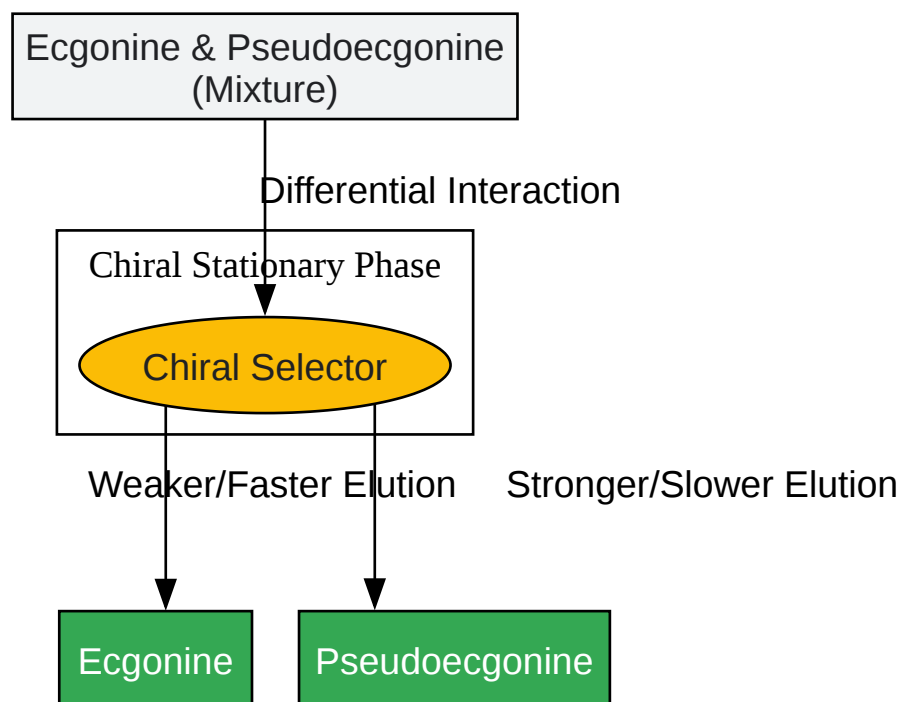 Ecgonine & Pseudoecgonine
(Mixture)
Differential Interaction
Chiral Stationary Phase
Chiral Selector
Weaker/Faster Elution
Stronger/Slower Elution
Ecgonine
Pseudoecgonine